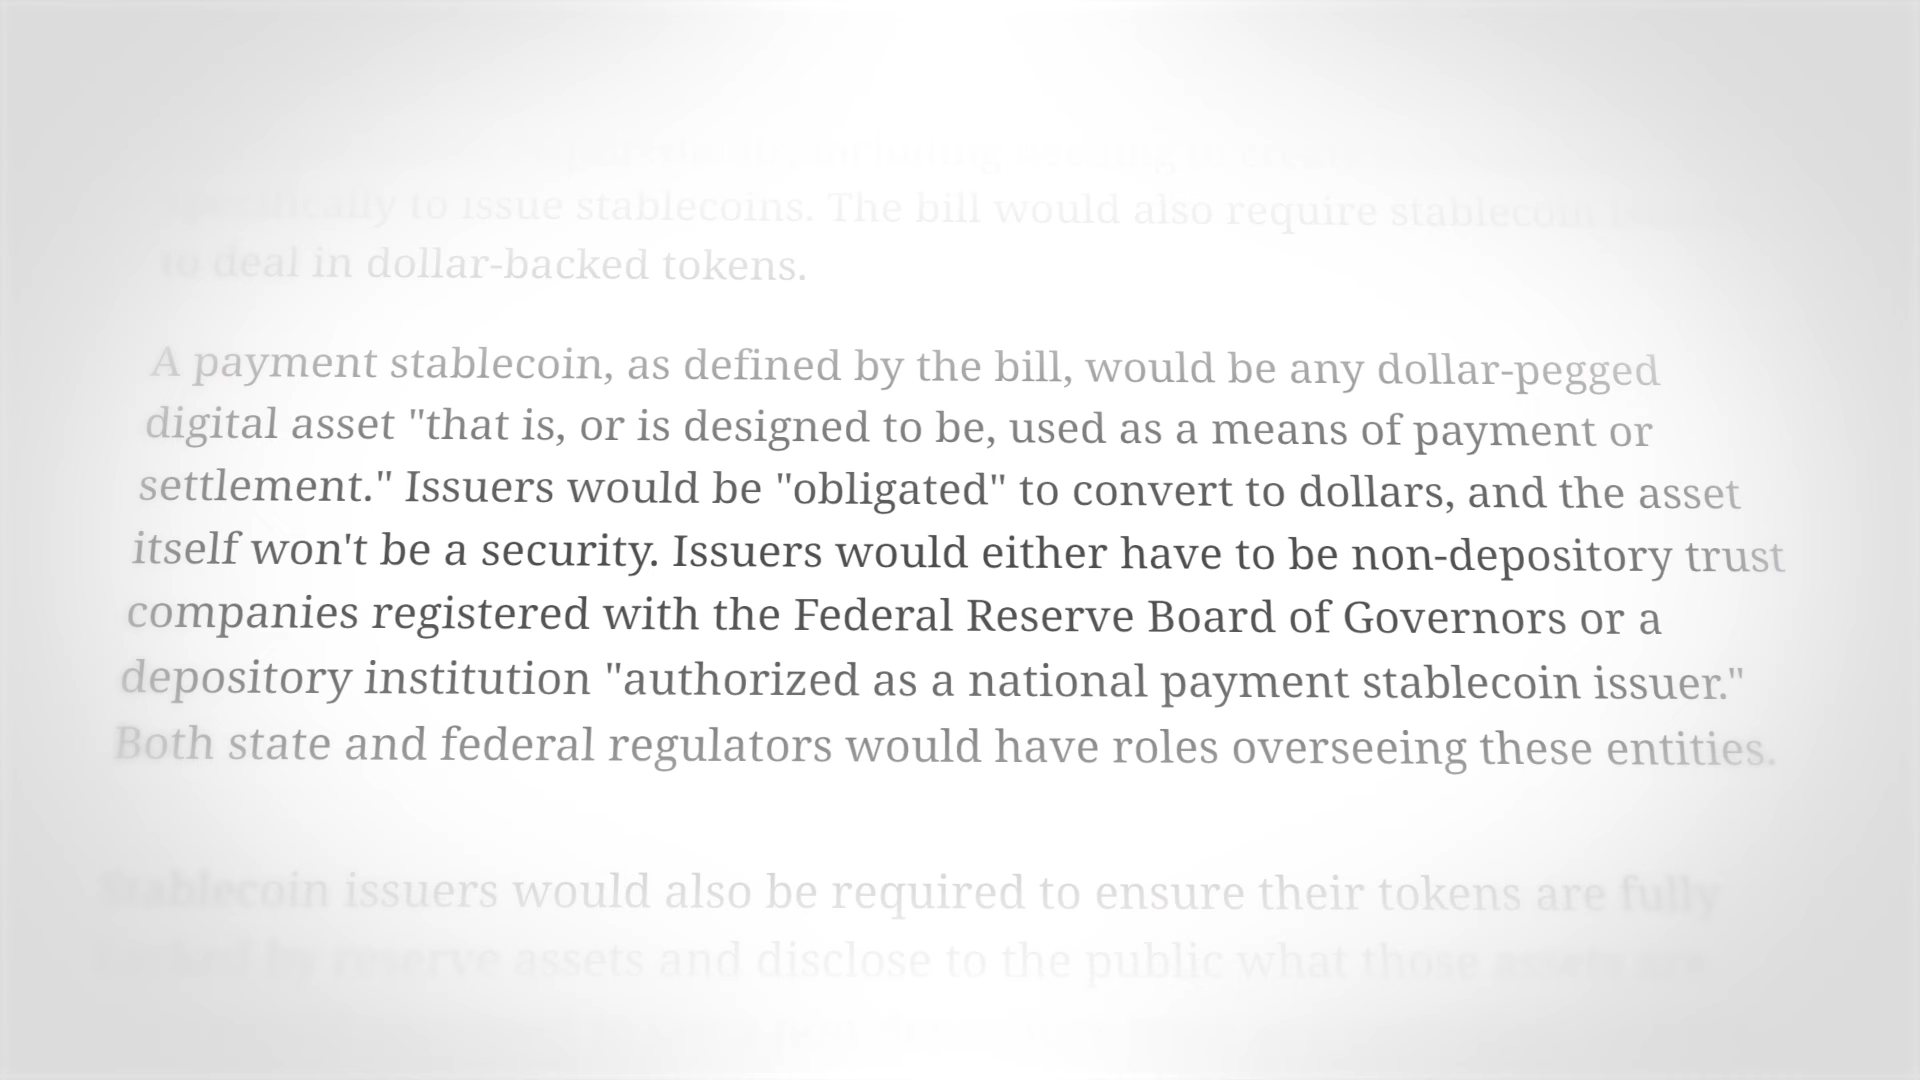 specifically to issue stablecoins. The bill would also require stablecoin
to deal in dollar-backed tokens.
A payment stablecoin, as defined by the bill, would be any dollar-pegged
digital asset "that is, or is designed to be, used as a means of payment or
settlement." Issuers would be "obligated" to convert to dollars, and the asset
itself won't be a security. Issuers would either have to be non-depository trust
companies registered with the Federal Reserve Board of Governors or a
depository institution "authorized as a national payment stablecoin issuer."
Both state and federal regulators would have roles overseeing these entities.
Stablecoin issuers would also be required to ensure their tokens are fully
backed by reserve assets and disclose to the public what those assets are